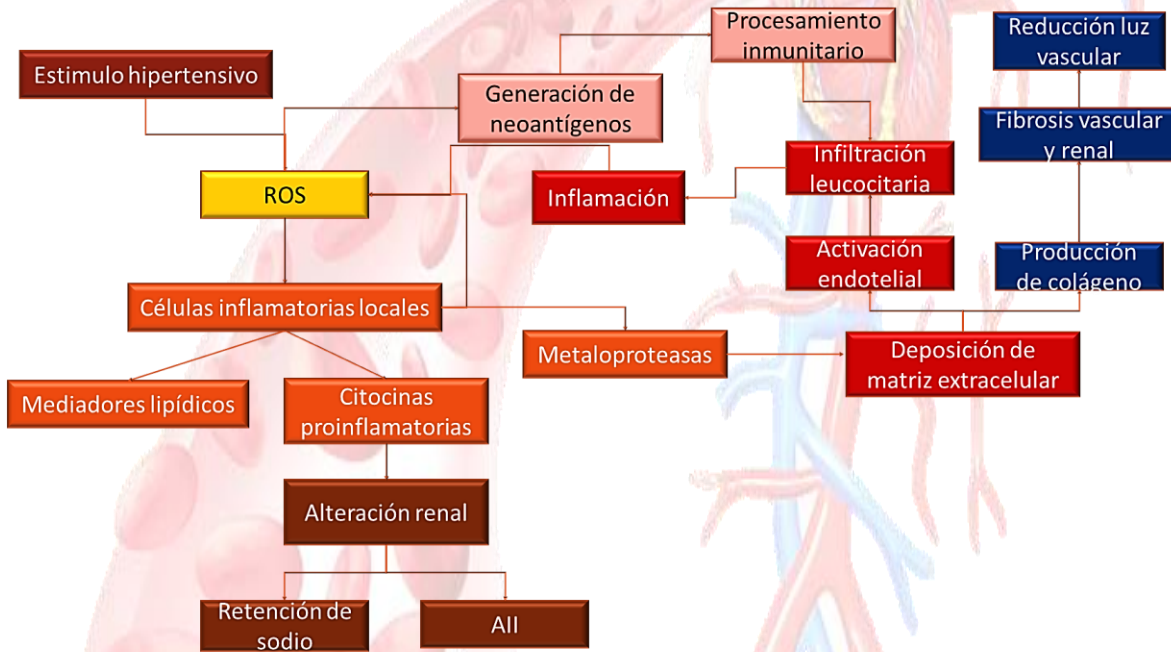 Estimulo hipertensivo
Generación de
neoantígenos
Procesamiento
inmunitario
Reducción luz
vascular
Fibrosis vascular
y renal
Infiltración
leucocitaria
Inflamación
ROS
Activación
endotelial
Producción
de colágeno
Células inflamatorias locales
Metaloproteasas
Deposición de
matriz extracelular
Mediadores lipídicos
Citocinas
proinflamatorias
Alteración renal
Retención de
sodio
AII